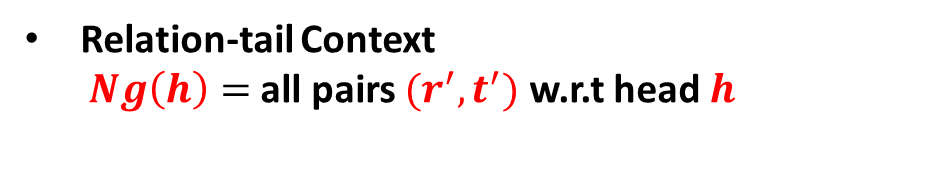 • Relation-tail Context
Ng(h) = all pairs (r′,t′) w.r.t head h